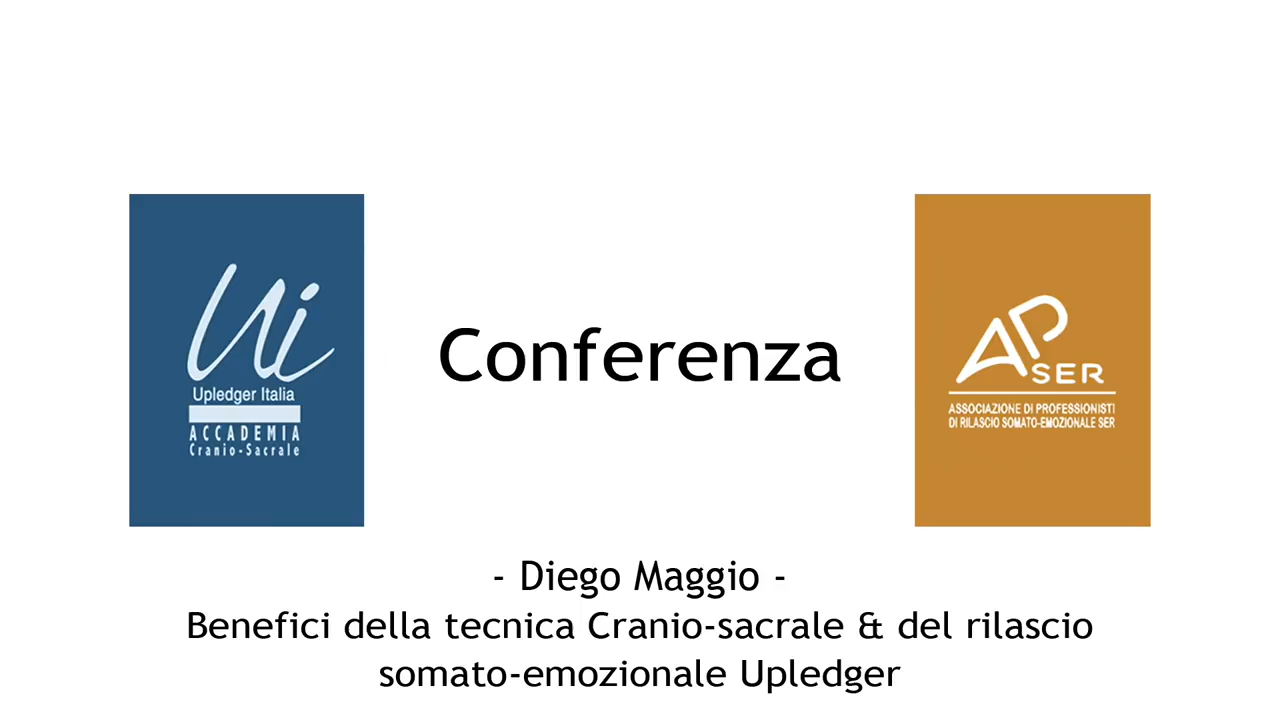 Ui
Upledger Italia
ACCADEMIA
Cranio-Sacrale
Conferenza
AP SER
ASSOCIAZIONE DI PROFESSIONISTI
DI RILASCIO SOMATO-EMOZIONALE SER
- Diego Maggio -
Benefici della tecnica Cranio-sacrale & del rilascio
somato-emozionale Upledger